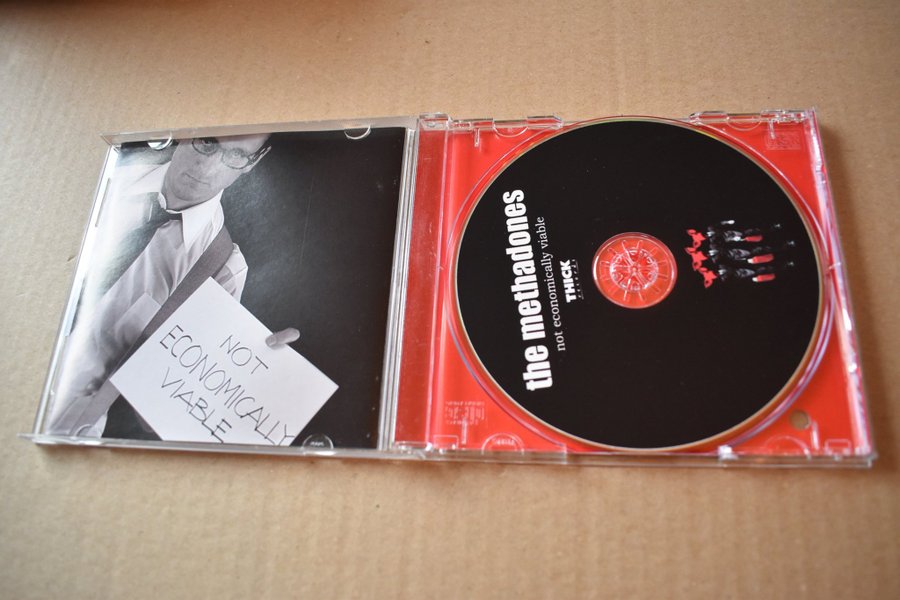 NOT
ECONOMICALLY
VIABLE
the methadones
not economically viable
THICK